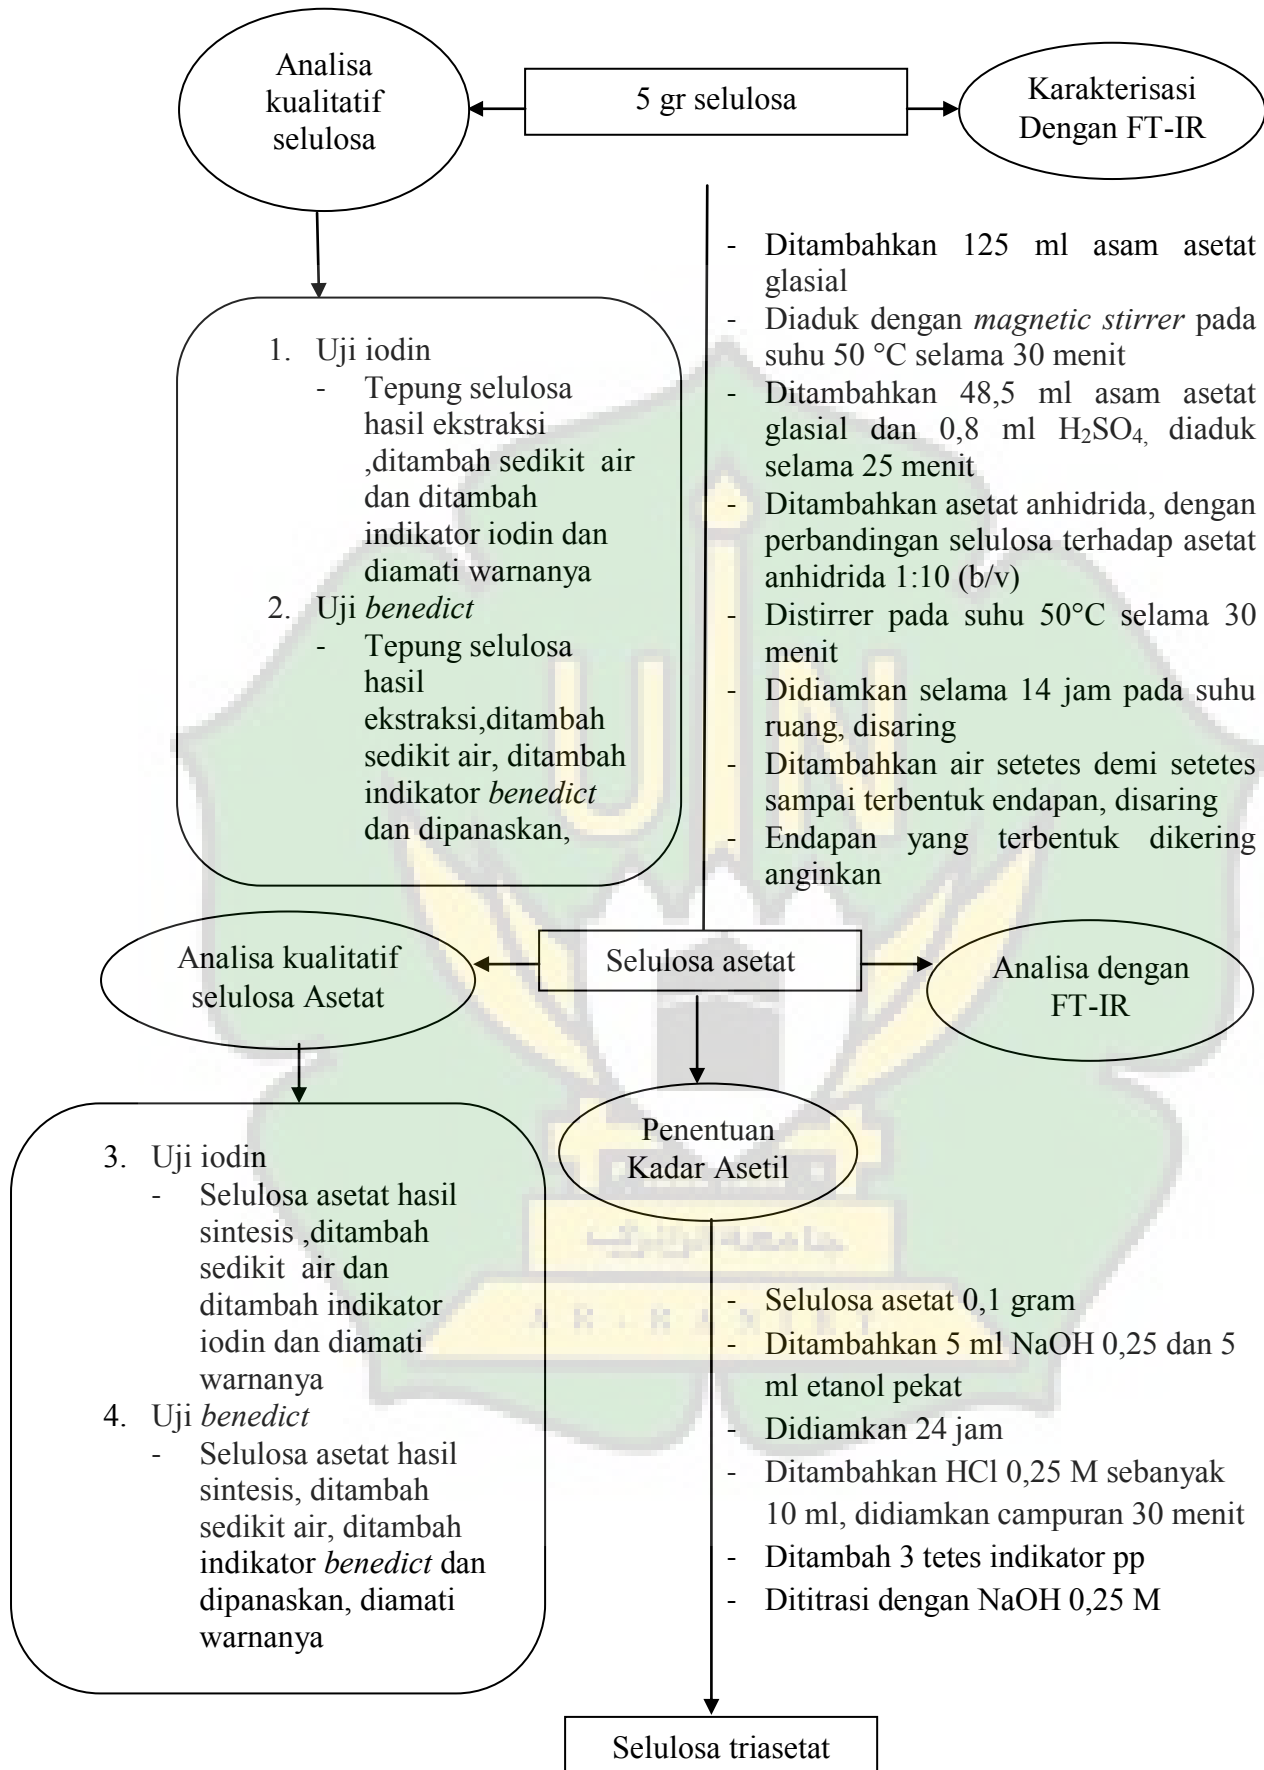 Analisa
kualitatif
selulosa
5 gr selulosa
Karakterisasi
Dengan FT-IR
- Ditambahkan 125 ml asam asetat
glasial
- Diaduk dengan magnetic stirrer pada
suhu 50 °C selama 30 menit
- Ditambahkan 48,5 ml asam asetat
glasial dan 0,8 ml H₂SO₄, diaduk
selama 25 menit
- Ditambahkan asetat anhidrida, dengan
perbandingan selulosa terhadap asetat
anhidrida 1:10 (b/v)
- Distirrer pada suhu 50°C selama 30
menit
- Didiamkan selama 14 jam pada suhu
ruang, disaring
- Ditambahkan air setetes demi setetes
sampai terbentuk endapan, disaring
- Endapan yang terbentuk dikering
anginkan
1. Uji iodin
- Tepung selulosa
hasil ekstraksi
,ditambah sedikit air
dan ditambah
indikator iodin dan
diamati warnanya
2. Uji benedict
- Tepung selulosa
hasil
ekstraksi,ditambah
sedikit air, ditambah
indikator benedict
dan dipanaskan,
Analisa kualitatif
selulosa Asetat
Selulosa asetat
Analisa dengan
FT-IR
3. Uji iodin
- Selulosa asetat hasil
sintesis ,ditambah
sedikit air dan
ditambah indikator
iodin dan diamati
warnanya
4. Uji benedict
- Selulosa asetat hasil
sintesis, ditambah
sedikit air, ditambah
indikator benedict dan
dipanaskan, diamati
warnanya
Penentuan
Kadar Asetil
- Selulosa asetat 0,1 gram
- Ditambahkan 5 ml NaOH 0,25 dan 5
ml etanol pekat
- Didiamkan 24 jam
- Ditambahkan HCl 0,25 M sebanyak
10 ml, didiamkan campuran 30 menit
- Ditambah 3 tetes indikator pp
- Dititrasi dengan NaOH 0,25 M
Selulosa triasetat
UIN
AR-RANIRY